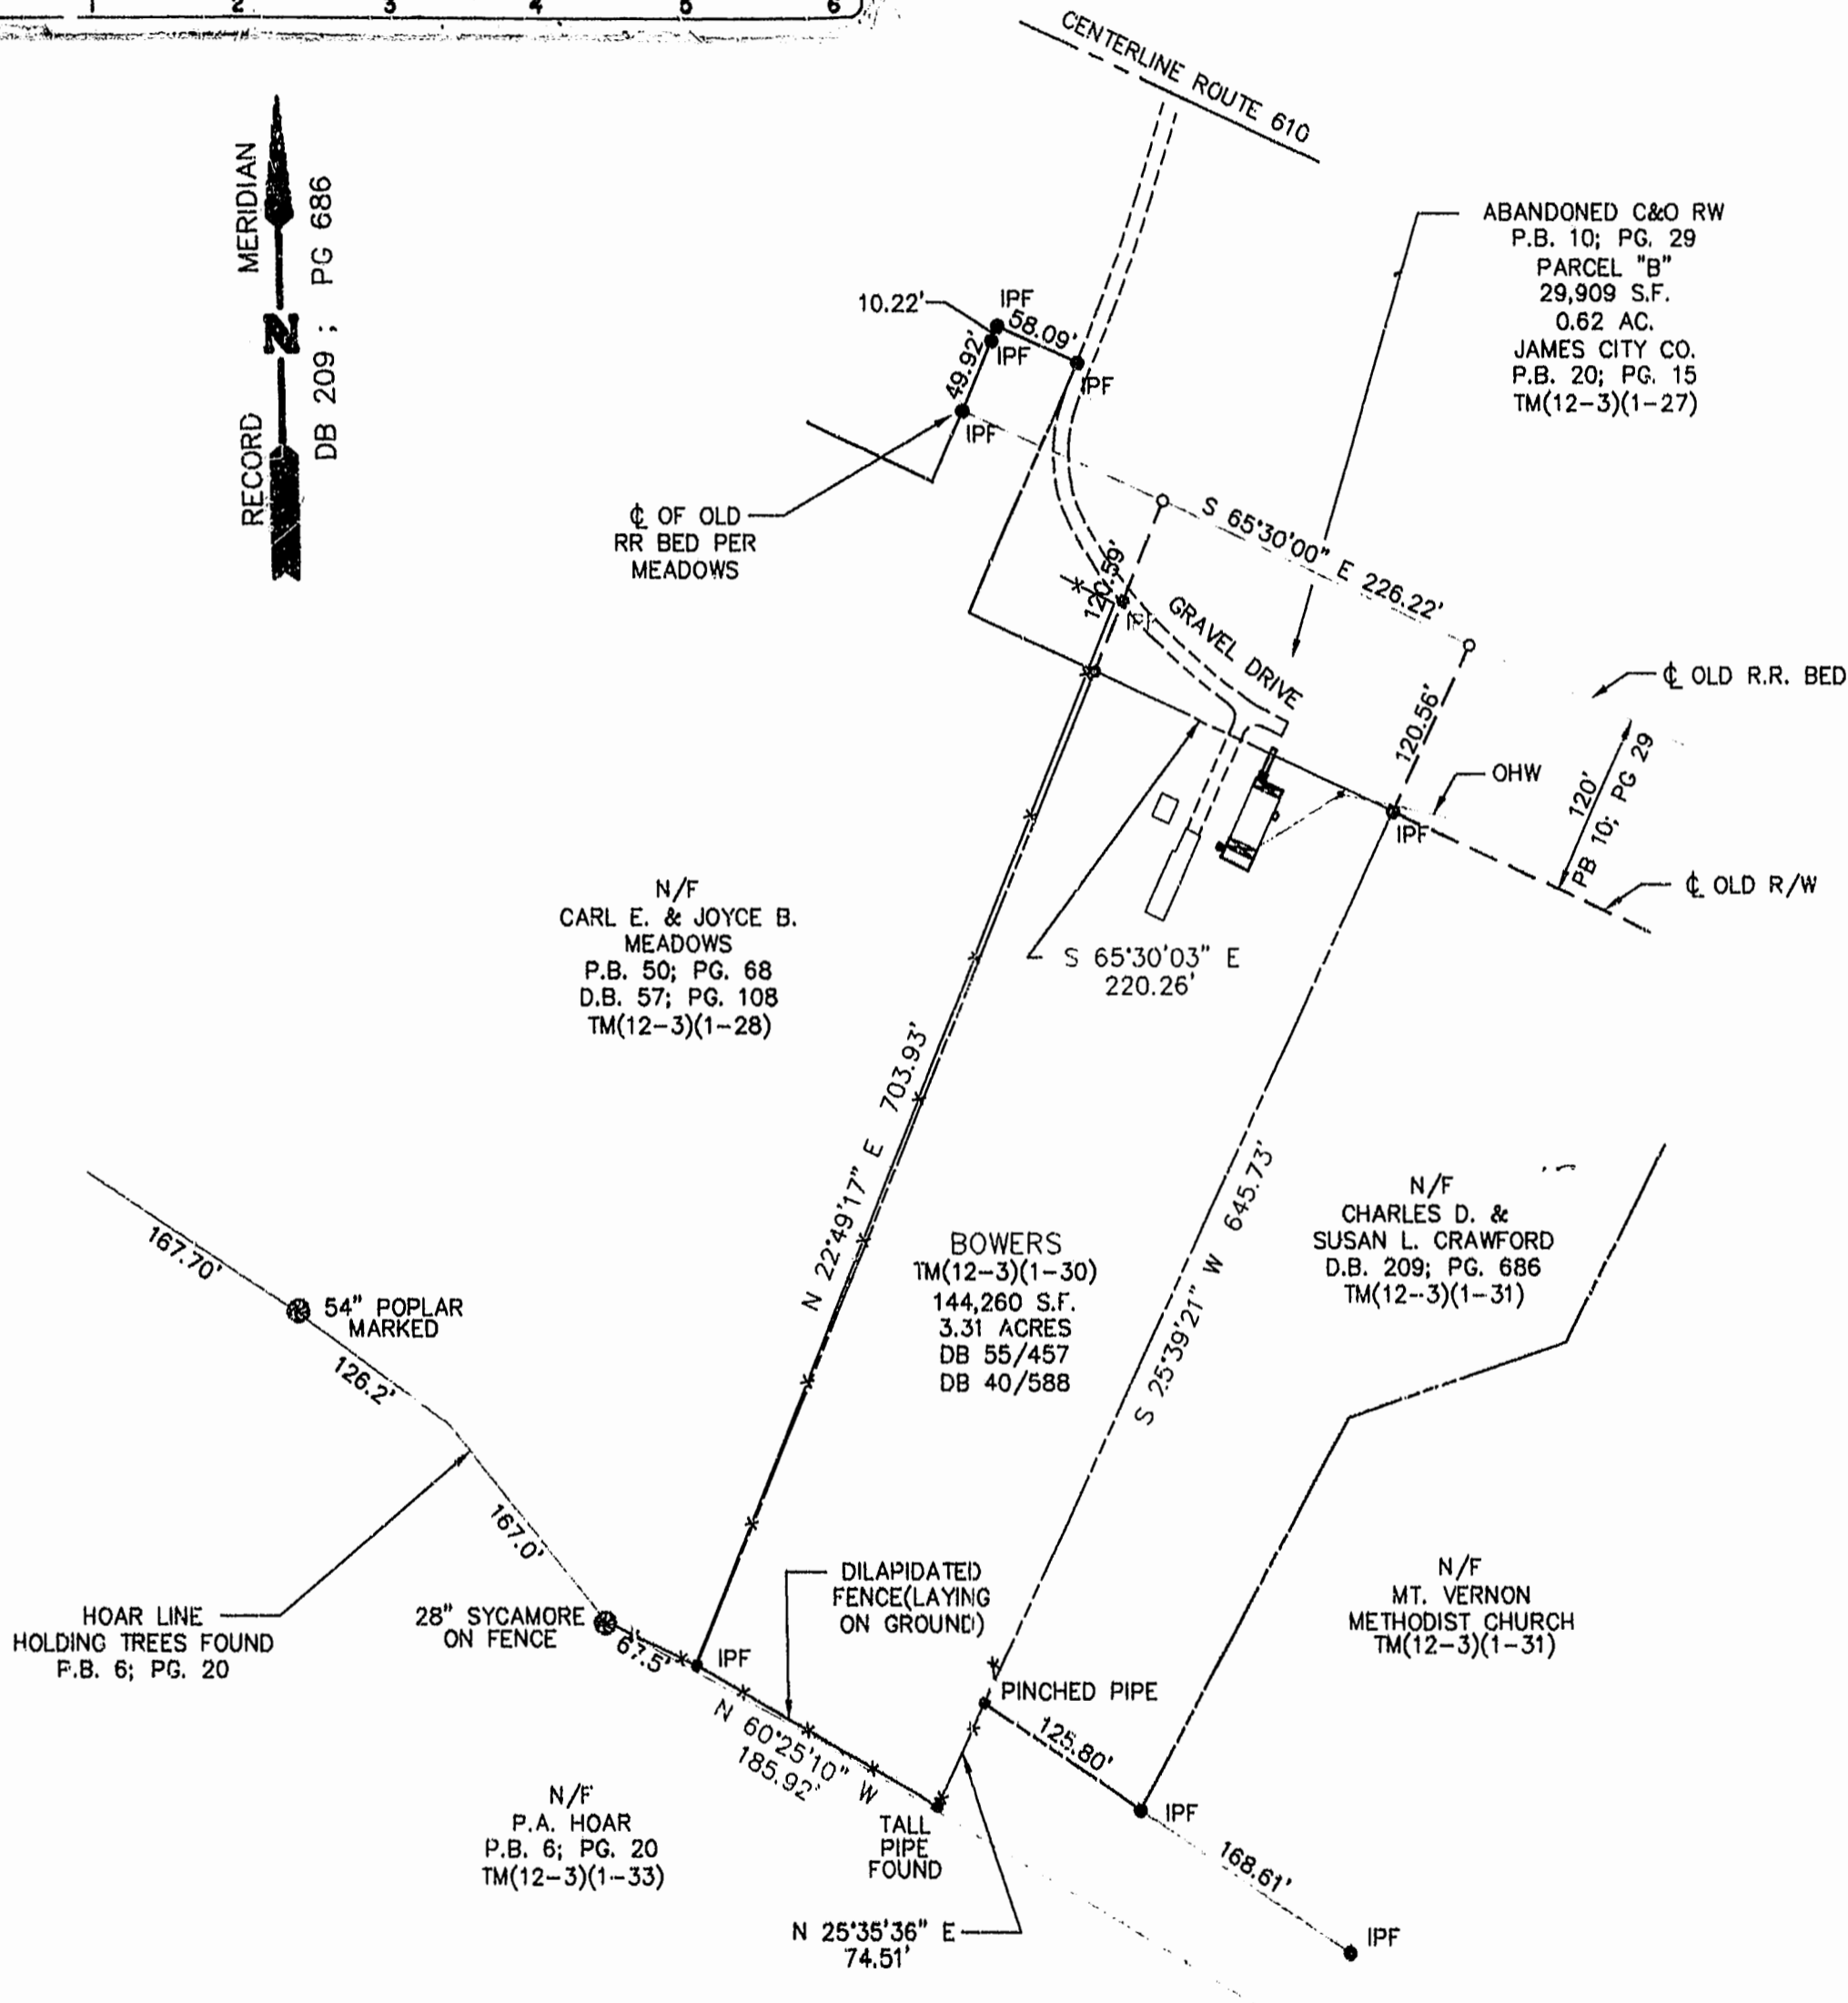 1 2 3 4 5 6
CENTERLINE ROUTE 610
RECORD MERIDIAN
N
DB 209 ; PG 686
ABANDONED C&O RW
P.B. 10; PG. 29
PARCEL "B"
29,909 S.F.
0.62 AC.
JAMES CITY CO.
P.B. 20; PG. 15
TM(12-3)(1-27)
10.22'
IPF
58.09'
IPF
49.92'
IPF
IPF
℄ OF OLD
RR BED PER
MEADOWS
S 65°30'00" E 226.22'
120.59'
GRAVEL DRIVE
℄ OLD R.R. BED
120.56'
OHW
120'
PB 10; PG 29
IPF
℄ OLD R/W
N/F
CARL E. & JOYCE B.
MEADOWS
P.B. 50; PG. 68
D.B. 57; PG. 108
TM(12-3)(1-28)
S 65°30'03" E
220.26'
N 22°49'17" E 703.93'
S 25°39'21" W 645.73'
N/F
CHARLES D. &
SUSAN L. CRAWFORD
D.B. 209; PG. 686
TM(12--3)(1-31)
BOWERS
TM(12-3)(1-30)
144,260 S.F.
3.31 ACRES
DB 55/457
DB 40/588
167.70'
54" POPLAR
MARKED
126.2'
167.0'
HOAR LINE
HOLDING TREES FOUND
P.B. 6; PG. 20
28" SYCAMORE
ON FENCE
67.5'
IPF
DILAPIDATED
FENCE(LAYING
ON GROUND)
N/F
MT. VERNON
METHODIST CHURCH
TM(12-3)(1-31)
PINCHED PIPE
125.80'
N 60°25'10" W
185.92'
IPF
N/F
P.A. HOAR
P.B. 6; PG. 20
TM(12-3)(1-33)
TALL
PIPE
FOUND
168.61'
IPF
N 25°35'36" E
74.51'